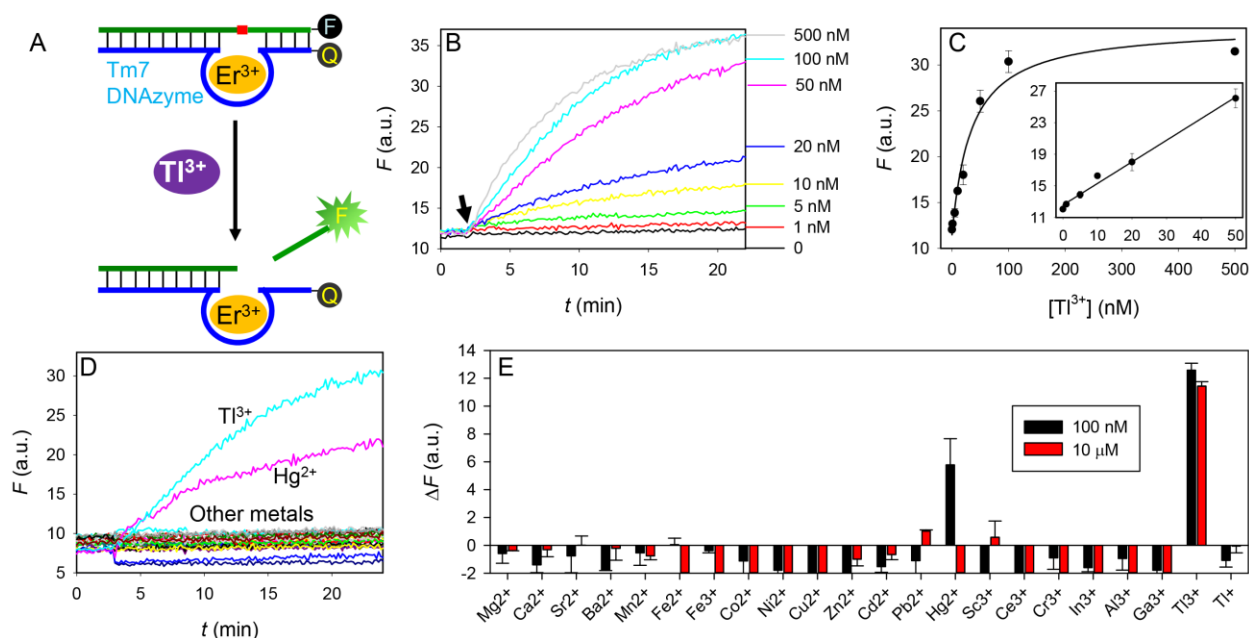 A
F
Q
Er³⁺
Tm7
DNAzyme
Tl³⁺
F
Er³⁺
Q
B
F (a.u.)
35
30
25
20
15
10
0
5
10
15
20
t (min)
500 nM
100 nM
50 nM
20 nM
10 nM
5 nM
1 nM
0
C
F (a.u.)
35
30
25
20
15
10
0
100
200
300
400
500
[Tl³⁺] (nM)
27
23
19
15
11
0
10
20
30
40
50
D
F (a.u.)
35
30
25
20
15
10
5
0
5
10
15
20
t (min)
Tl³⁺
Hg²⁺
Other metals
E
ΔF (a.u.)
14
12
10
8
6
4
2
0
-2
100 nM
10 μM
Mg2+
Ca2+
Sr2+
Ba2+
Mn2+
Fe2+
Fe3+
Co2+
Ni2+
Cu2+
Zn2+
Cd2+
Pb2+
Hg2+
Sc3+
Ce3+
Cr3+
In3+
Al3+
Ga3+
Tl3+
Tl+